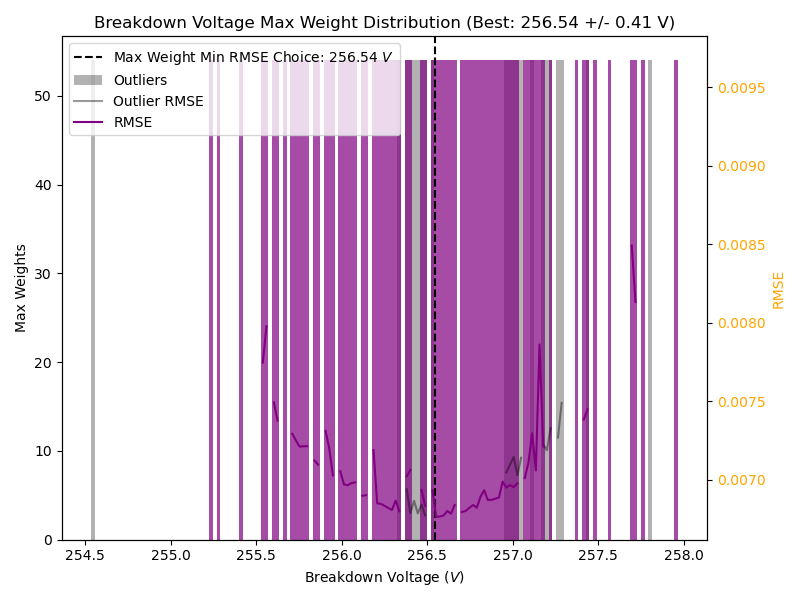 Breakdown Voltage Max Weight Distribution (Best: 256.54 +/- 0.41 V)
Max Weight Min RMSE Choice: 256.54 V
Outliers
Outlier RMSE
RMSE
Max Weights
50
40
30
20
10
0
0.0095
0.0090
0.0085
0.0080
0.0075
0.0070
RMSE
254.5 255.0 255.5 256.0 256.5 257.0 257.5 258.0
Breakdown Voltage (V)